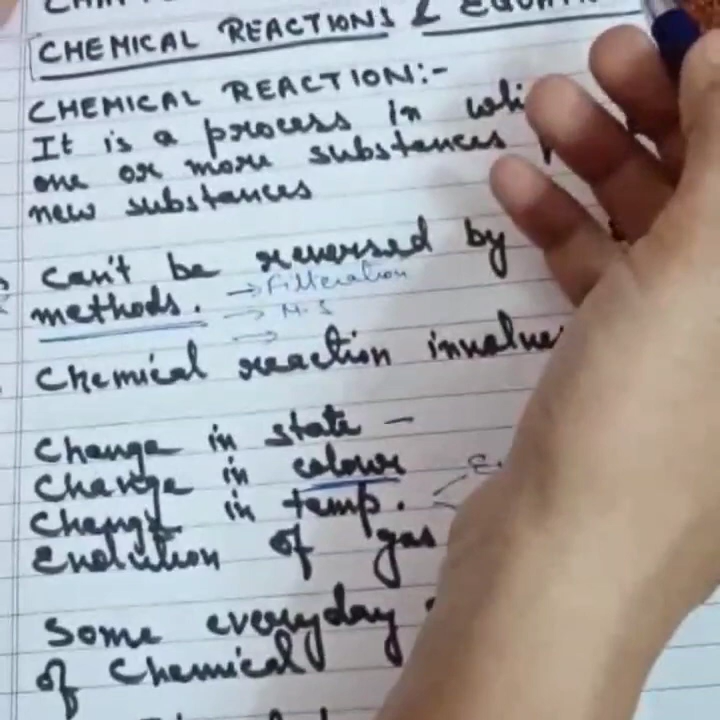 CHEMICAL REACTIONS & EQUAT
CHEMICAL REACTION:-
It is a process in whi
one or more substances
new substances
Can't be reversed by
methods. → Filteration
→ M.S
→
Chemical reaction involve
Change in state –
Change in colour
Change in temp.
Evolution of gas
Some everyday
of Chemical